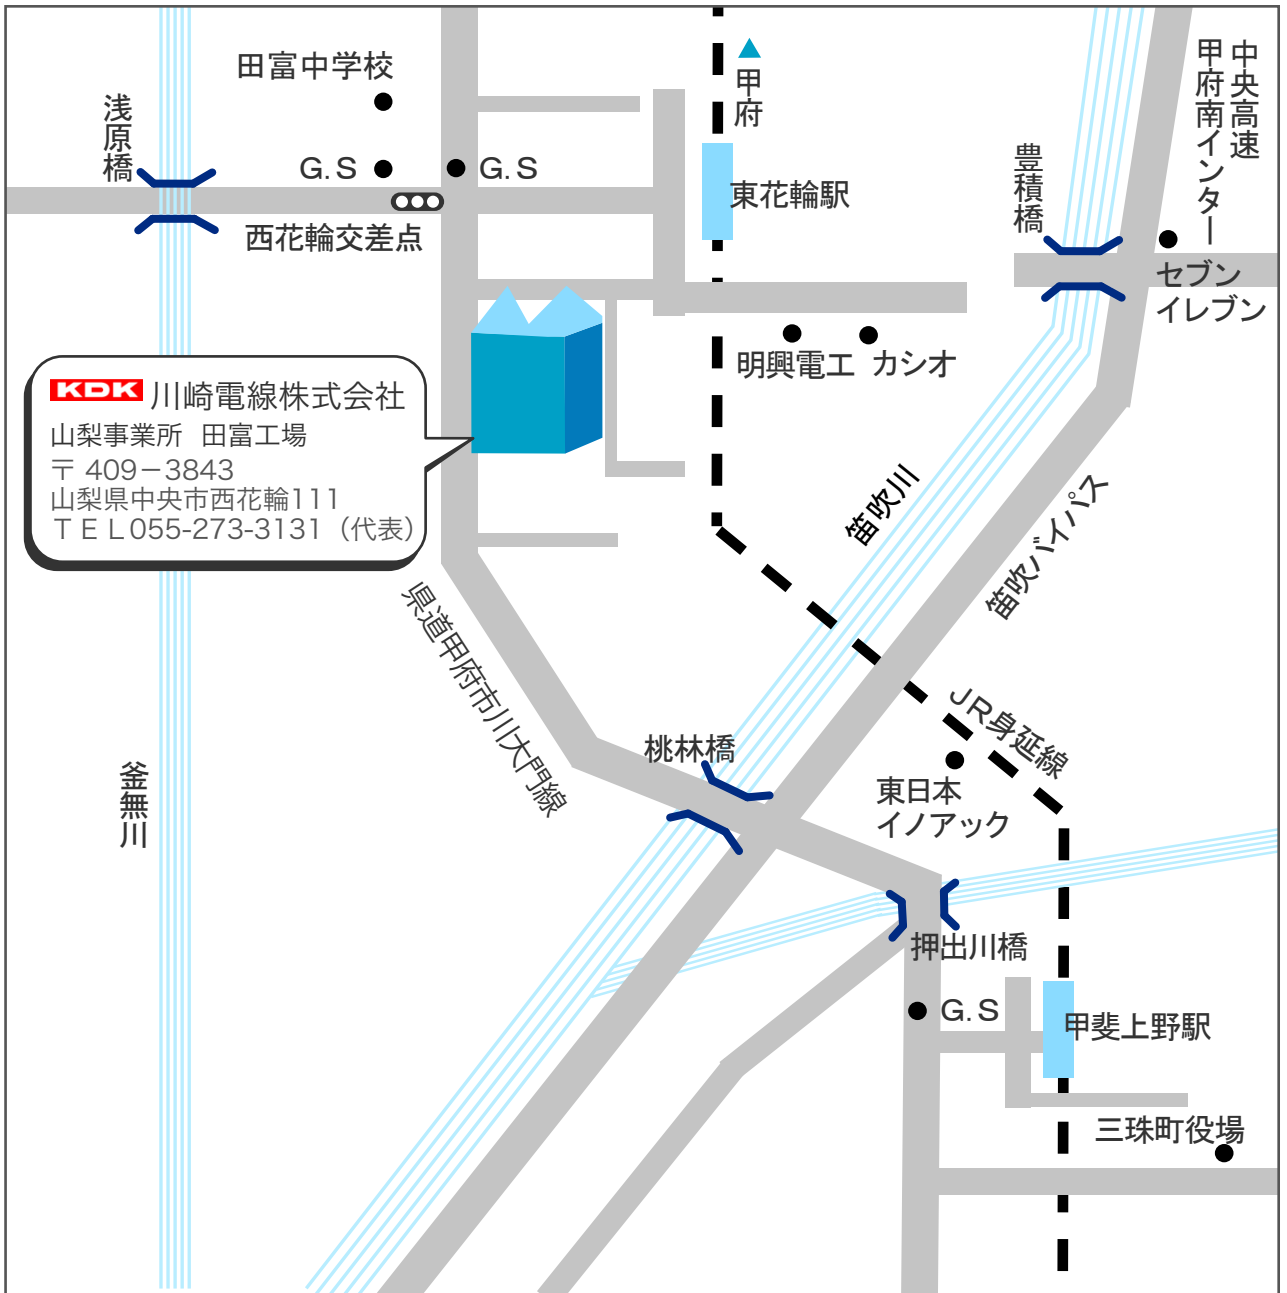 田富中学校
浅原橋
G.S
G.S
西花輪交差点
甲府
東花輪駅
豊積橋
中央高速
甲府南インター
セブン
イレブン
明興電工
カシオ
KDK 川崎電線株式会社
山梨事業所 田富工場
〒409－3843
山梨県中央市西花輪111
ＴＥＬ055-273-3131（代表）
笛吹川
笛吹バイパス
県道甲府市川大門線
桃林橋
JR身延線
東日本
イノアック
釜無川
押出川橋
G.S
甲斐上野駅
三珠町役場